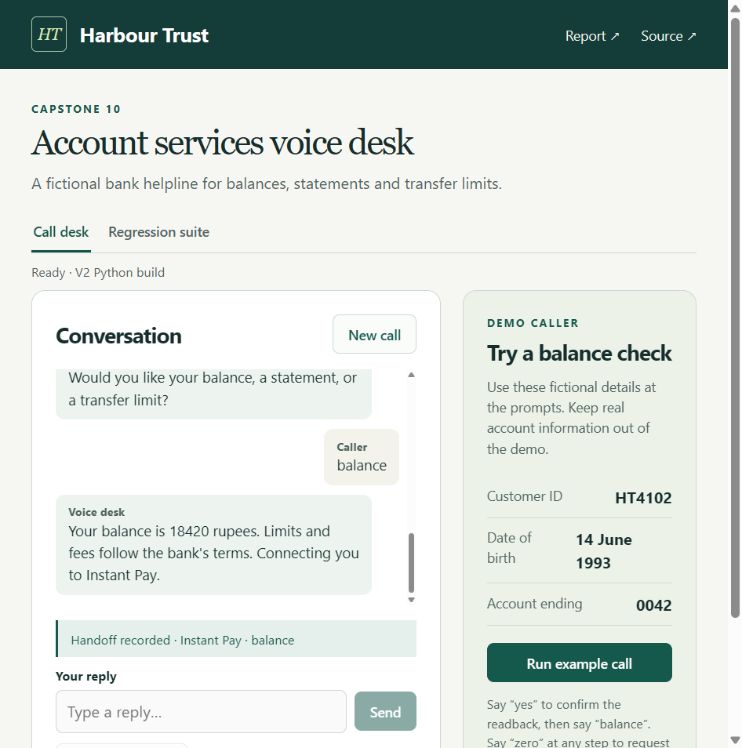 HT Harbour Trust Report ↗ Source ↗
CAPSTONE 10
Account services voice desk
A fictional bank helpline for balances, statements and transfer limits.
Call desk Regression suite
Ready · V2 Python build
Conversation
New call
Would you like your balance, a statement, or
a transfer limit?
Caller
balance
Voice desk
Your balance is 18420 rupees. Limits and
fees follow the bank's terms. Connecting you
to Instant Pay.
Handoff recorded · Instant Pay · balance
Your reply
Type a reply...
Send
DEMO CALLER
Try a balance check
Use these fictional details at
the prompts. Keep real
account information out of
the demo.
Customer ID HT4102
Date of
birth
14 June
1993
Account ending 0042
Run example call
Say "yes" to confirm the
readback, then say "balance".
Say "zero" at any step to request